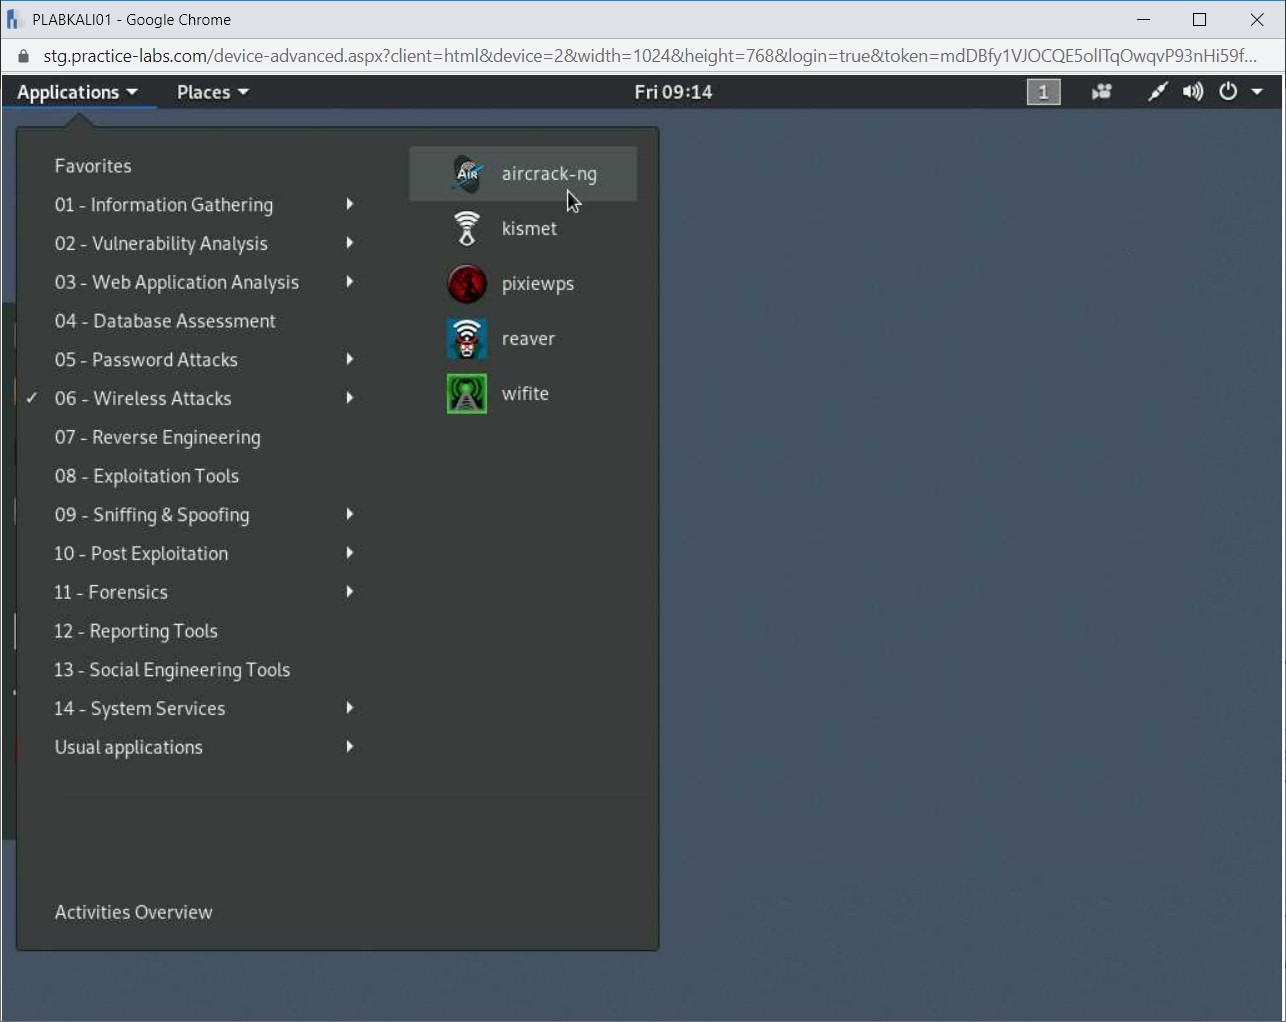 PLABKALI01 - Google Chrome
stg.practice-labs.com/device-advanced.aspx?client=html&device=2&width=1024&height=768&login=true&token=mdDBfy1VJOCQE5olITqOwqvP93nHi59f...
Applications Places Fri 09:14 1
Favorites
01 - Information Gathering
02 - Vulnerability Analysis
03 - Web Application Analysis
04 - Database Assessment
05 - Password Attacks
✓ 06 - Wireless Attacks
07 - Reverse Engineering
08 - Exploitation Tools
09 - Sniffing & Spoofing
10 - Post Exploitation
11 - Forensics
12 - Reporting Tools
13 - Social Engineering Tools
14 - System Services
Usual applications
Activities Overview
AIR aircrack-ng
kismet
pixiewps
reaver
wifite